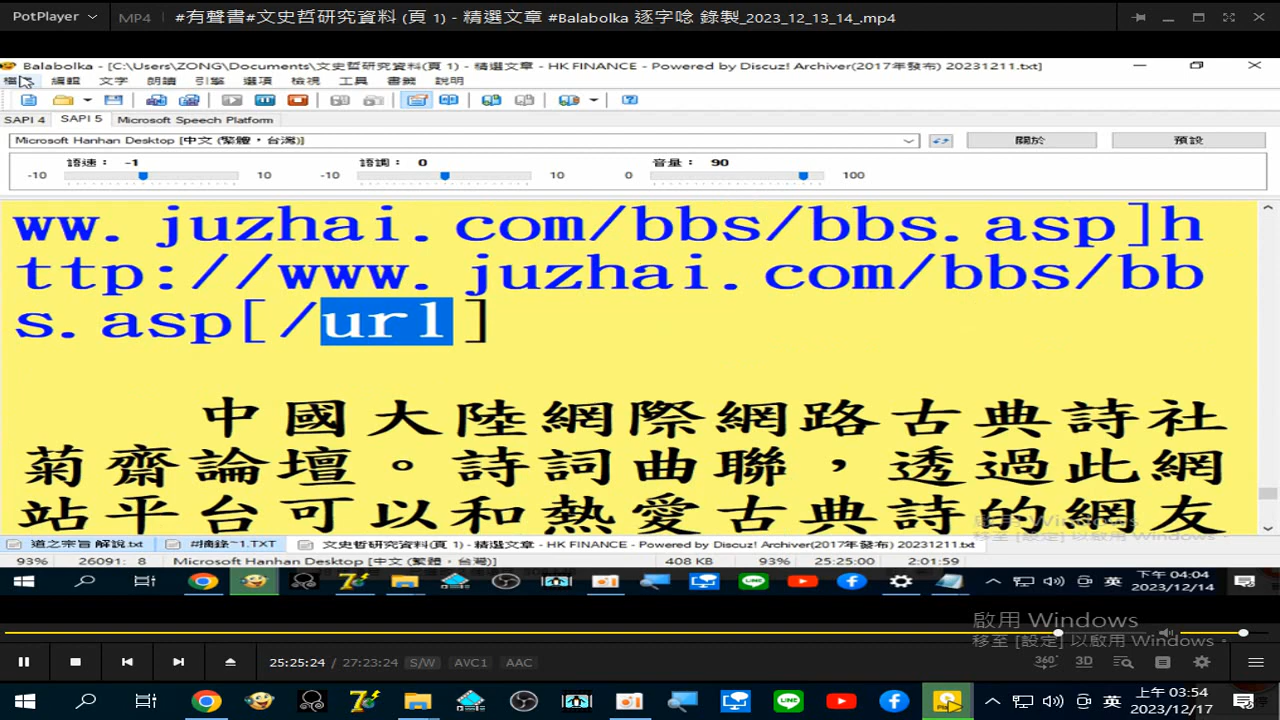 PotPlayer MP4 #有聲書#文史哲研究資料 (頁 1) - 精選文章 #Balabolka 逐字唸 錄製_2023_12_13_14_.mp4
Balabolka - [C:\Users\ZONG\Documents\文史哲研究資料(頁 1) - 精選文章 - HK FINANCE - Powered by Discuz! Archiver(2017年發布) 20231211.txt]
檔案 編輯 文字 朗讀 引擎 選項 檢視 工具 書籤 說明
SAPI 4 SAPI 5 Microsoft Speech Platform
Microsoft Hanhan Desktop [中文 (繁體，台灣)] 關於 預設
語速： -1 語調： 0 音量： 90
-10 10 -10 10 0 100
ww.juzhai.com/bbs/bbs.asp]h
ttp://www.juzhai.com/bbs/bb
s.asp[/url]
中國大陸網際網路古典詩社
菊齋論壇。詩詞曲聯，透過此網
站平台可以和熱愛古典詩的網友
啟用 Windows
移至 [設定] 以啟用 Windows。
道之宗旨 解說.txt #摘錄~1.TXT 文史哲研究資料(頁 1) - 精選文章 - HK FINANCE - Powered by Discuz! Archiver(2017年發布) 20231211.txt
93% 26091: 8 Microsoft Hanhan Desktop [中文 (繁體，台灣)] 408 KB 93% 25:25:00 2:01:59
英 下午 04:04
2023/12/14
啟用 Windows
移至 [設定] 以啟用 Windows。
25:25:24 / 27:23:24 S/W AVC1 AAC 360° 3D
英 上午 03:54
2023/12/17